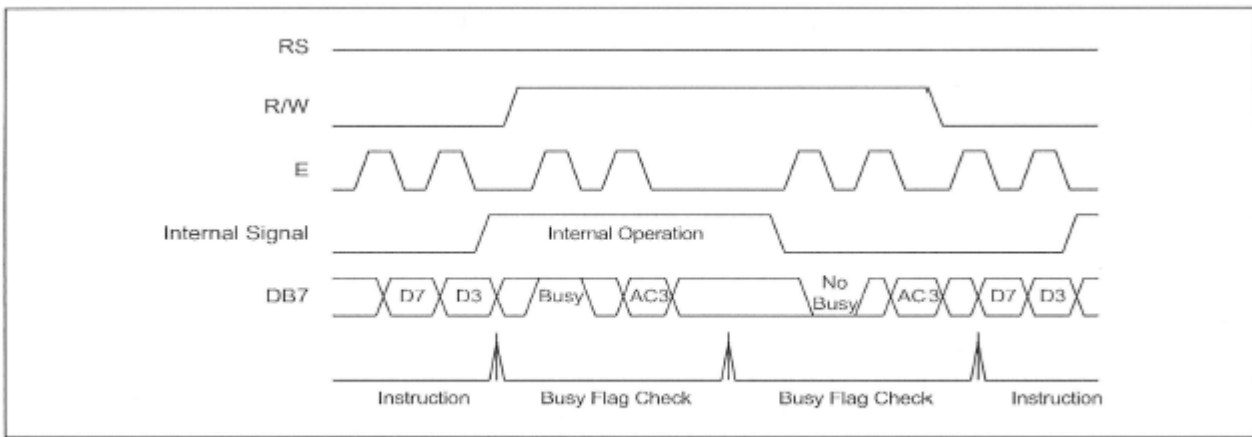 RS
R/W
E
Internal Signal
Internal Operation
DB7
D7
D3
Busy
AC3
No
Busy
AC3
D7
D3
Instruction
Busy Flag Check
Busy Flag Check
Instruction